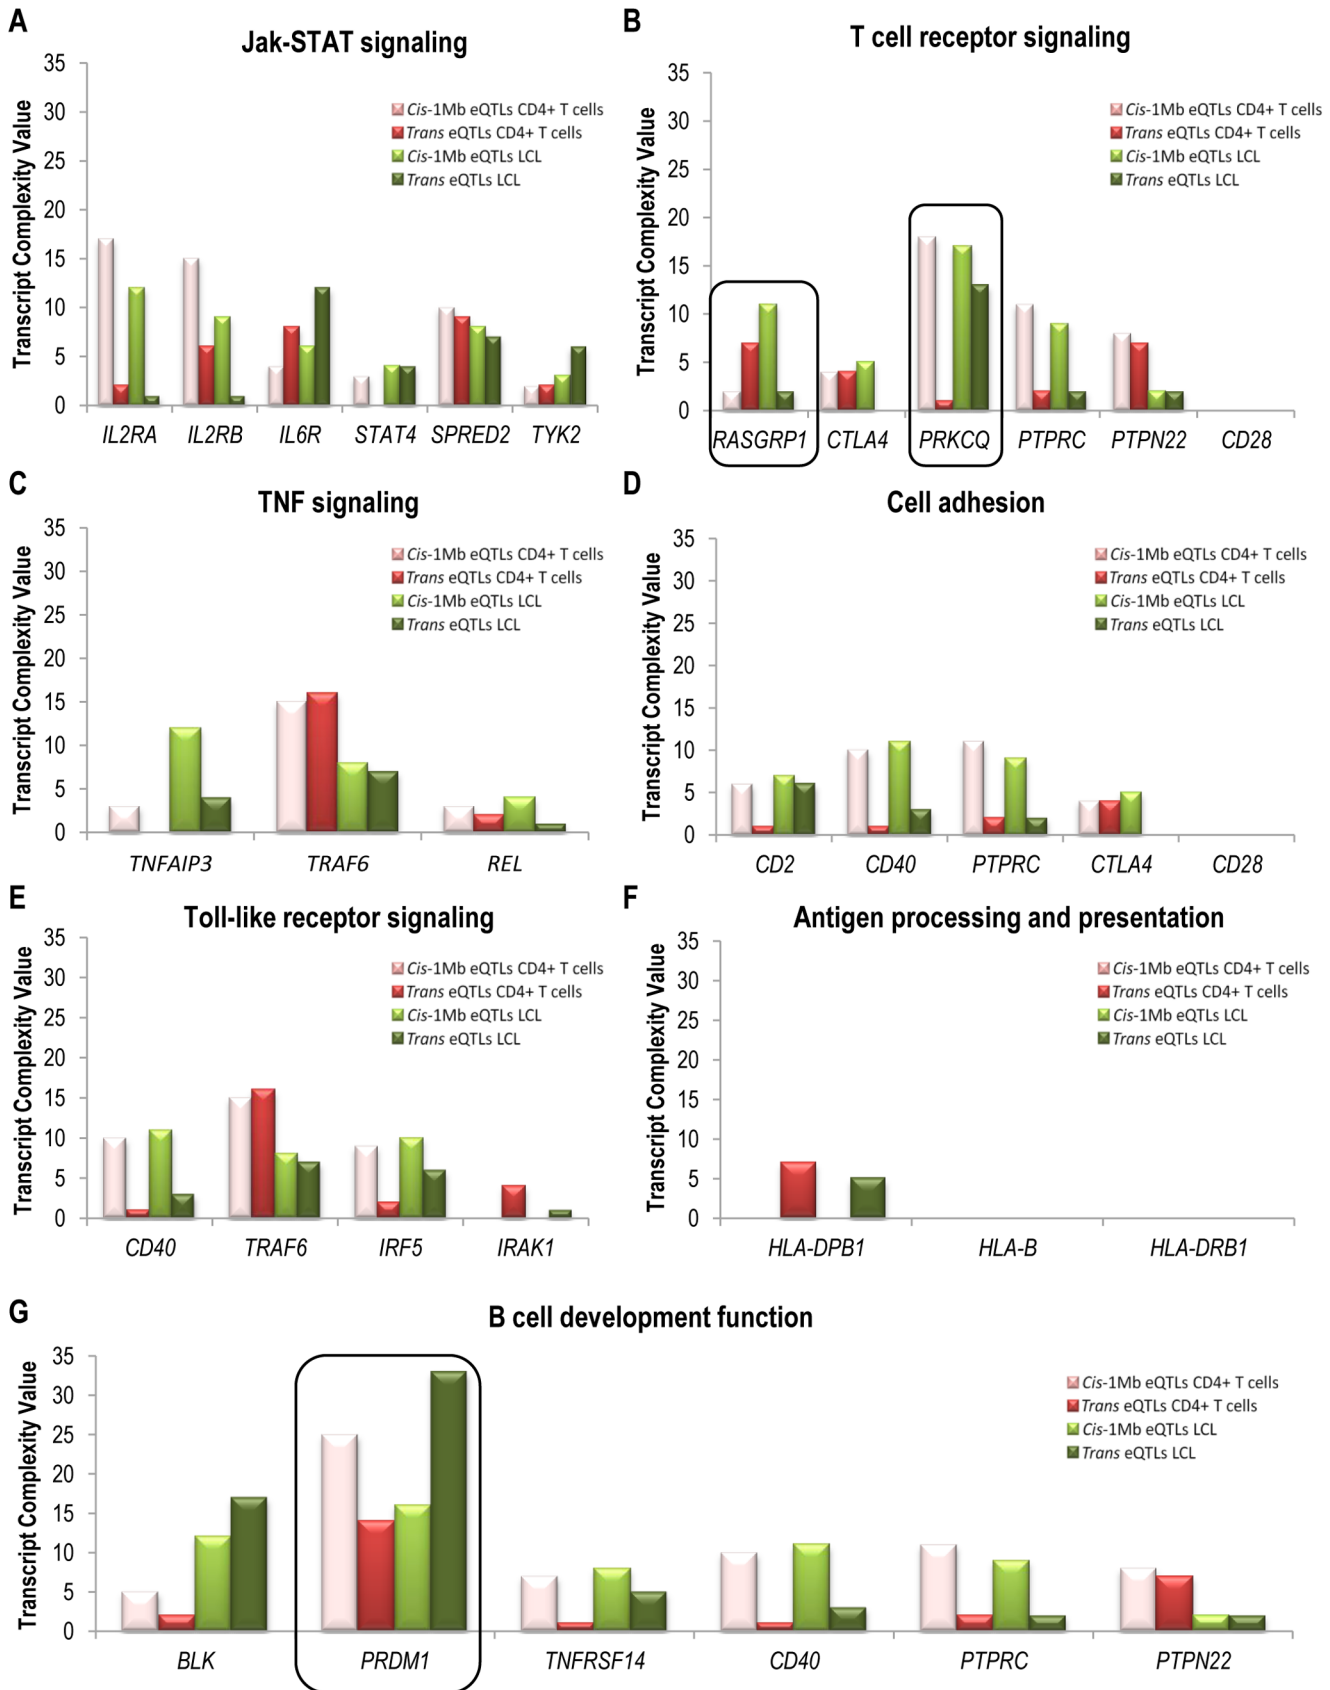 A
Jak-STAT signaling
Transcript Complexity Value
35
30
25
20
15
10
5
0
Cis-1Mb eQTLs CD4+ T cells
Trans eQTLs CD4+ T cells
Cis-1Mb eQTLs LCL
Trans eQTLs LCL
IL2RA IL2RB IL6R STAT4 SPRED2 TYK2
B
T cell receptor signaling
Transcript Complexity Value
35
30
25
20
15
10
5
0
Cis-1Mb eQTLs CD4+ T cells
Trans eQTLs CD4+ T cells
Cis-1Mb eQTLs LCL
Trans eQTLs LCL
RASGRP1 CTLA4 PRKCQ PTPRC PTPN22 CD28
C
TNF signaling
Transcript Complexity Value
35
30
25
20
15
10
5
0
Cis-1Mb eQTLs CD4+ T cells
Trans eQTLs CD4+ T cells
Cis-1Mb eQTLs LCL
Trans eQTLs LCL
TNFAIP3 TRAF6 REL
D
Cell adhesion
Transcript Complexity Value
35
30
25
20
15
10
5
0
Cis-1Mb eQTLs CD4+ T cells
Trans eQTLs CD4+ T cells
Cis-1Mb eQTLs LCL
Trans eQTLs LCL
CD2 CD40 PTPRC CTLA4 CD28
E
Toll-like receptor signaling
Transcript Complexity Value
35
30
25
20
15
10
5
0
Cis-1Mb eQTLs CD4+ T cells
Trans eQTLs CD4+ T cells
Cis-1Mb eQTLs LCL
Trans eQTLs LCL
CD40 TRAF6 IRF5 IRAK1
F
Antigen processing and presentation
Transcript Complexity Value
35
30
25
20
15
10
5
0
Cis-1Mb eQTLs CD4+ T cells
Trans eQTLs CD4+ T cells
Cis-1Mb eQTLs LCL
Trans eQTLs LCL
HLA-DPB1 HLA-B HLA-DRB1
G
B cell development function
Transcript Complexity Value
35
30
25
20
15
10
5
0
Cis-1Mb eQTLs CD4+ T cells
Trans eQTLs CD4+ T cells
Cis-1Mb eQTLs LCL
Trans eQTLs LCL
BLK PRDM1 TNFRSF14 CD40 PTPRC PTPN22